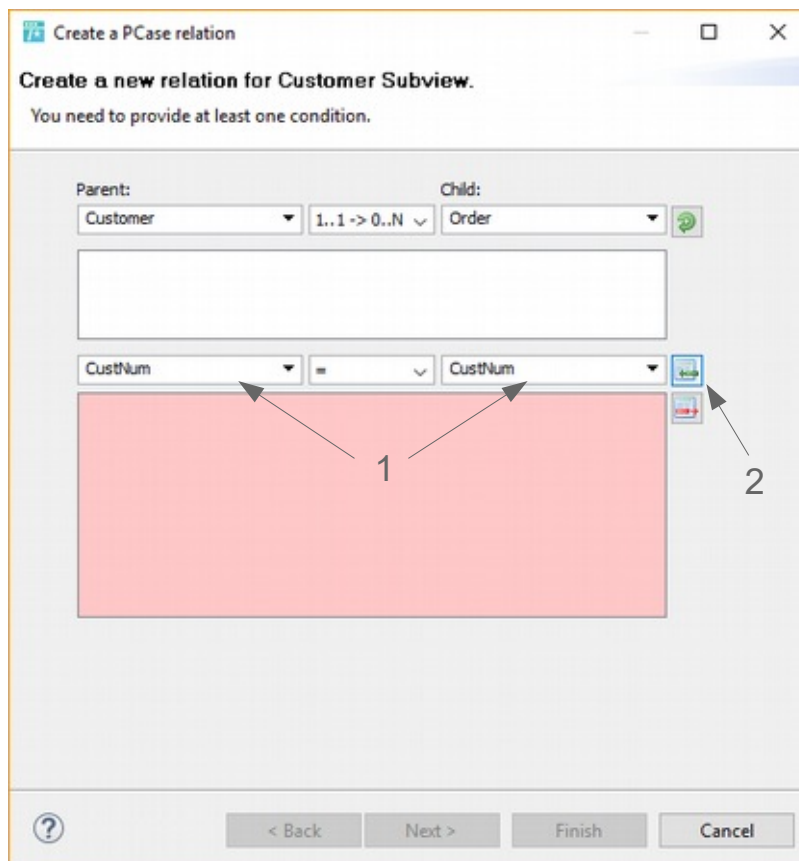 Create a PCase relation
Create a new relation for Customer Subview.
You need to provide at least one condition.
Parent: Child:
Customer 1..1 -> 0..N Order
CustNum = CustNum
1
2
? < Back Next > Finish Cancel